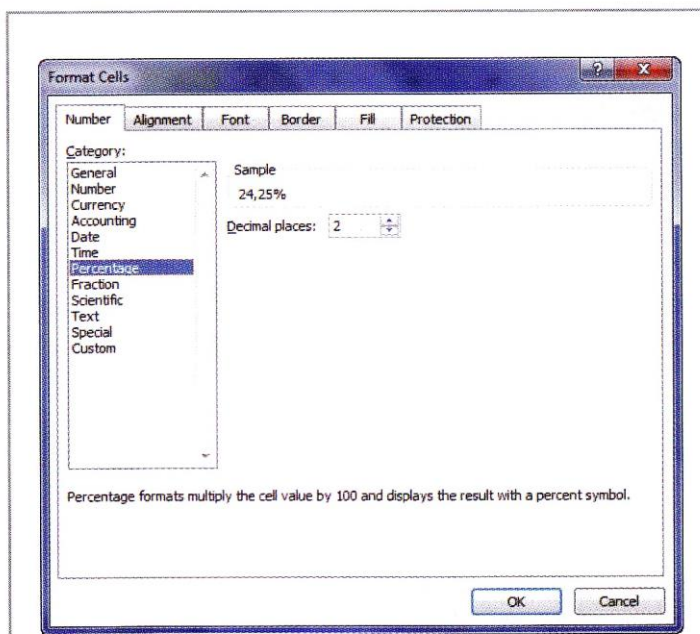 Format Cells
Number Alignment Font Border Fill Protection
Category:
General
Number
Currency
Accounting
Date
Time
Percentage
Fraction
Scientific
Text
Special
Custom
Sample
24,25%
Decimal places: 2
Percentage formats multiply the cell value by 100 and displays the result with a percent symbol.
OK Cancel